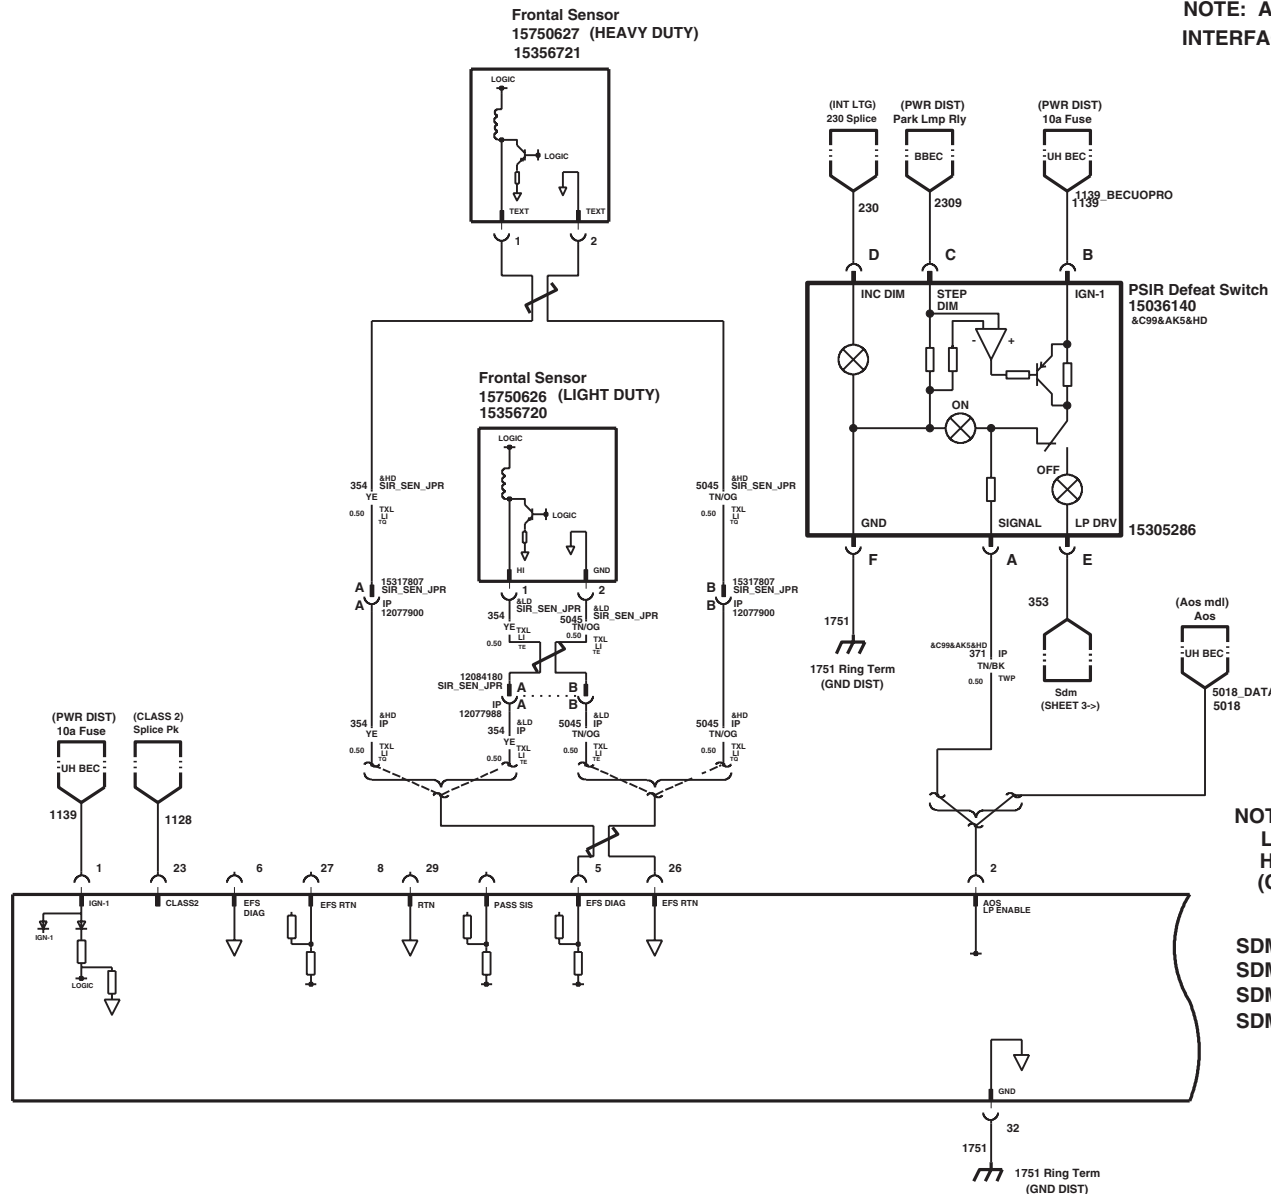 Frontal Sensor
15750627 (HEAVY DUTY)
15356721
NOTE: A
INTERFA
LOGIC
LOGIC
TEXT
TEXT
1
2
(INT LTG)
230 Splice
(PWR DIST)
Park Lmp Rly
BBEC
(PWR DIST)
10a Fuse
UH BEC
1139_BECUOPRO
1139
230
2309
D
C
B
INC DIM
STEP
DIM
IGN-1
PSIR Defeat Switch
15036140
&C99&AK5&HD
-
+
ON
OFF
GND
SIGNAL
LP DRV
15305286
F
A
E
Frontal Sensor
15750626 (LIGHT DUTY)
15356720
LOGIC
LOGIC
HI
GND
1
2
354
&HD
SIR_SEN_JPR
YE
0.50
TXL
LI
TG
5045
&HD
SIR_SEN_JPR
TN/OG
0.50
TXL
LI
TG
A
15317807
SIR_SEN_JPR
A
IP
12077900
B
15317807
SIR_SEN_JPR
B
IP
12077900
354
&LD
SIR_SEN_JPR
YE
0.50
TXL
LI
TE
5045
&LD
SIR_SEN_JPR
TN/OG
0.50
TXL
LI
TE
12084180
SIR_SEN_JPR
A
B
IP
12077988
A
B
354
&HD
IP
YE
0.50
TXL
LI
TG
354
&LD
IP
YE
0.50
TXL
LI
TE
5045
&LD
IP
TN/OG
0.50
TXL
LI
TE
5045
&HD
IP
TN/OG
0.50
TXL
LI
TG
1751
1751 Ring Term
(GND DIST)
&C99&AK5&HD
371
IP
TN/BK
0.50
TWP
353
Sdm
(SHEET 3->)
(Aos mdl)
Aos
UH BEC
5018_DATA
5018
(PWR DIST)
10a Fuse
UH BEC
1139
(CLASS 2)
Splice Pk
1128
NOT
L
H
(C
1
23
6
27
8
29
5
26
2
IGN-1
CLASS2
EFS
DIAG
EFS RTN
RTN
PASS SIS
EFS DIAG
EFS RTN
AOS
LP ENABLE
IGN-1
LOGIC
SDM
SDM
SDM
SDM
GND
32
1751
1751 Ring Term
(GND DIST)